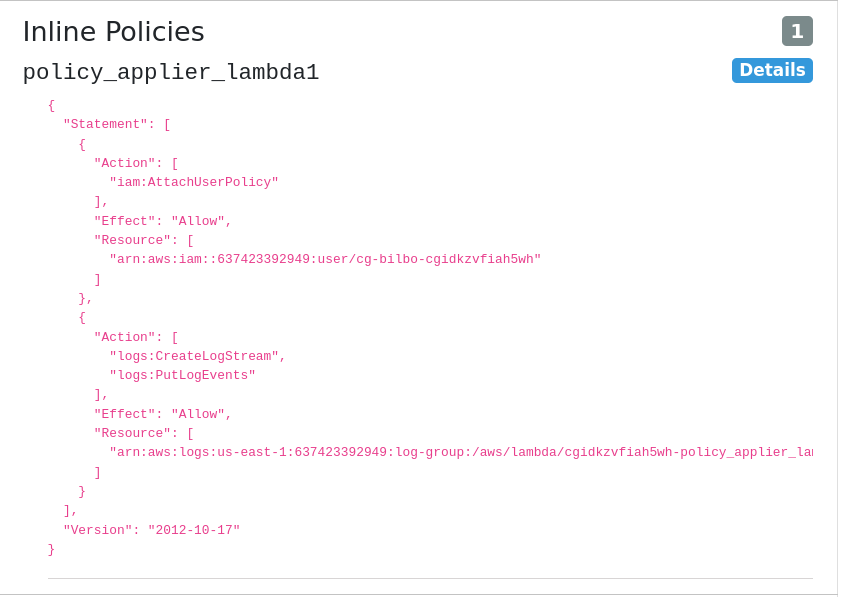 Inline Policies
1
policy_applier_lambda1
Details
{
"Statement": [
{
"Action": [
"iam:AttachUserPolicy"
],
"Effect": "Allow",
"Resource": [
"arn:aws:iam::637423392949:user/cg-bilbo-cgidkzvfiah5wh"
]
},
{
"Action": [
"logs:CreateLogStream",
"logs:PutLogEvents"
],
"Effect": "Allow",
"Resource": [
"arn:aws:logs:us-east-1:637423392949:log-group:/aws/lambda/cgidkzvfiah5wh-policy_applier_la
]
}
],
"Version": "2012-10-17"
}